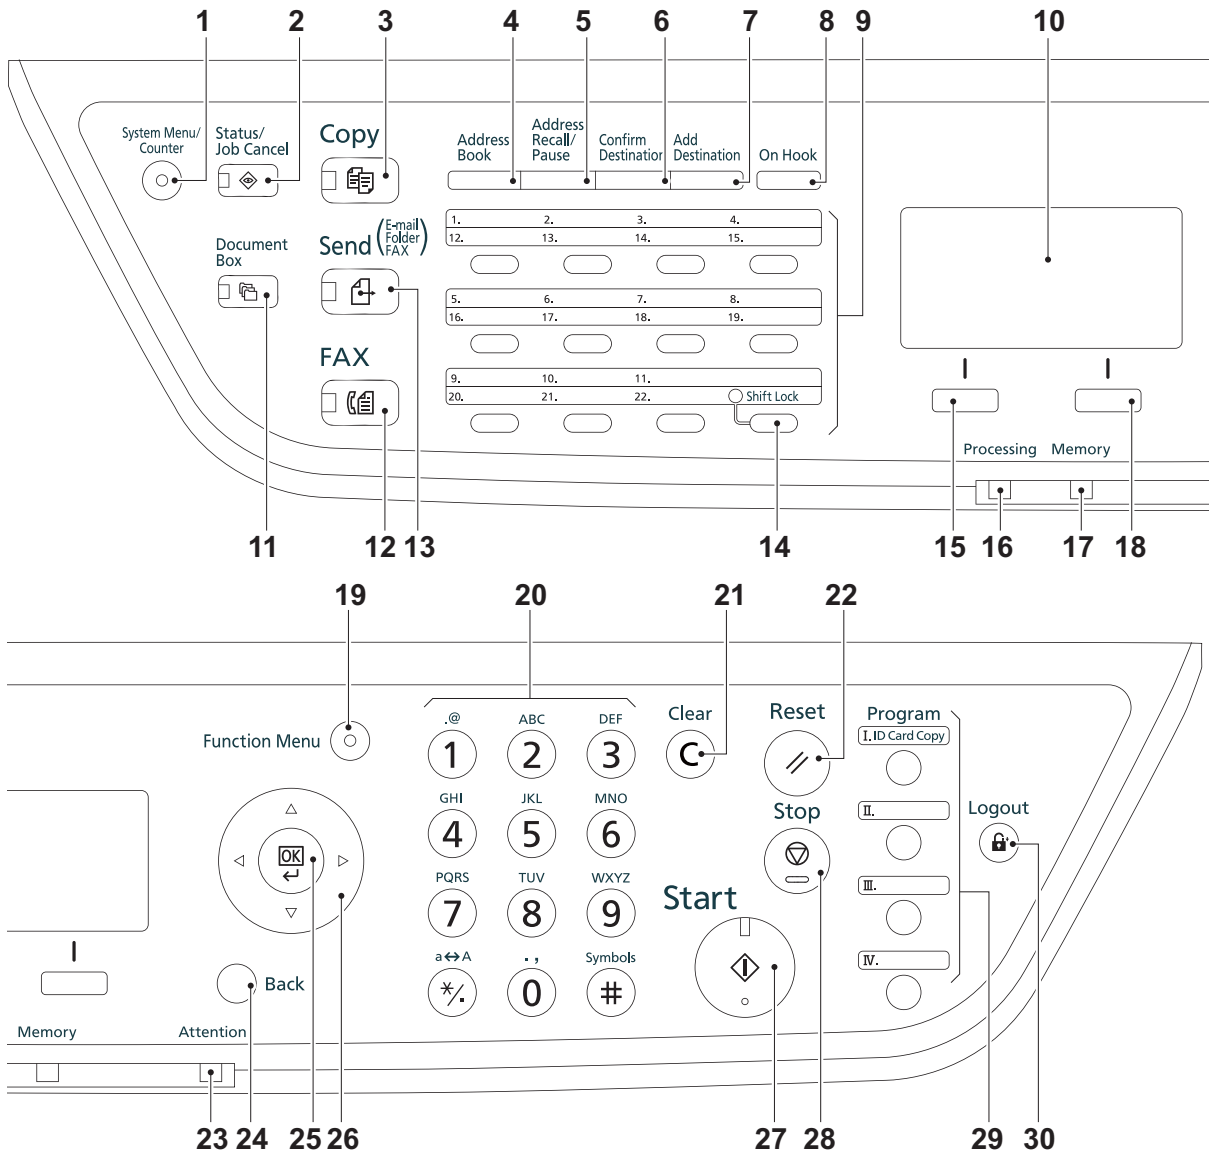 1 2 3 4 5 6 7 8 9 10
System Menu/
Counter
Status/
Job Cancel
Copy
Address
Book
Address
Recall/
Pause
Confirm
Destination
Add
Destination
On Hook
1. 2. 3. 4.
12. 13. 14. 15.
Document
Box
Send (E-mail
Folder
FAX)
5. 6. 7. 8.
16. 17. 18. 19.
FAX
9. 10. 11.
20. 21. 22. Shift Lock
Processing Memory
11 12 13 14 15 16 17 18
19 20 21 22
Function Menu
.@ ABC DEF
1 2 3
GHI JKL MNO
4 5 6
PQRS TUV WXYZ
7 8 9
a↔A . , Symbols
*/. 0 #
Clear
C
Reset
Stop
Start
Program
I. ID Card Copy
II.
III.
IV.
Logout
OK
Back
Memory Attention
23 24 25 26 27 28 29 30